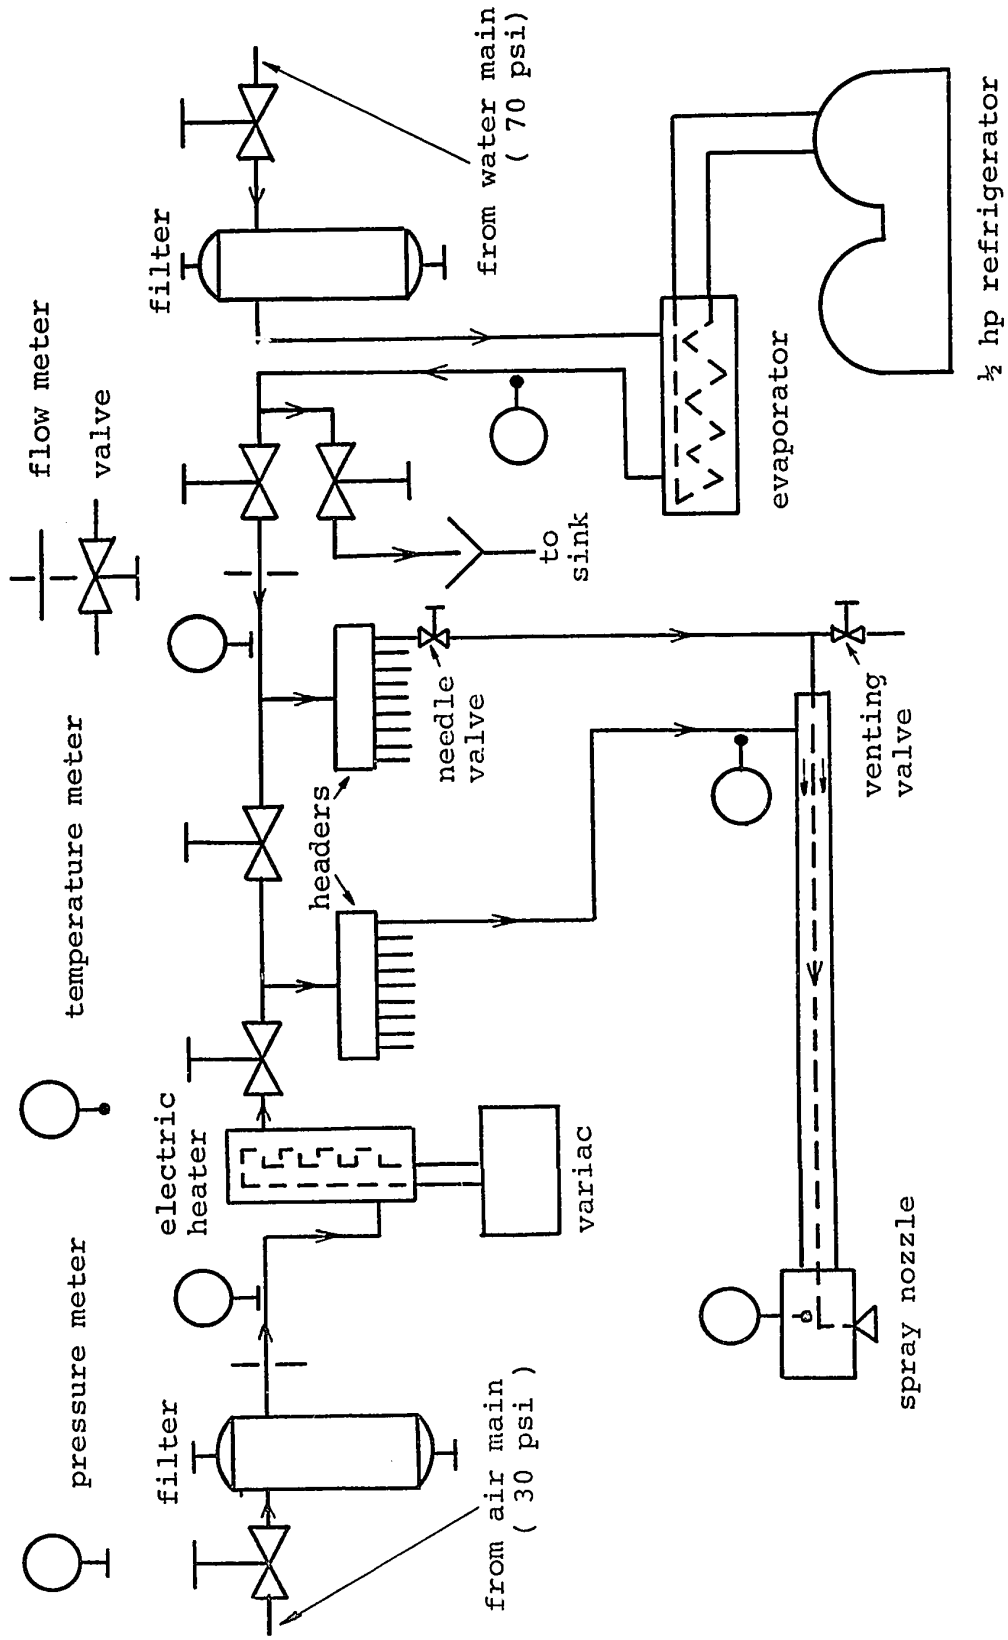 pressure meter
temperature meter
flow meter
valve
filter
electric
heater
filter
headers
from air main
( 30 psi )
variac
needle
valve
to
sink
from water main
( 70 psi)
evaporator
spray nozzle
venting
valve
½ hp refrigerator